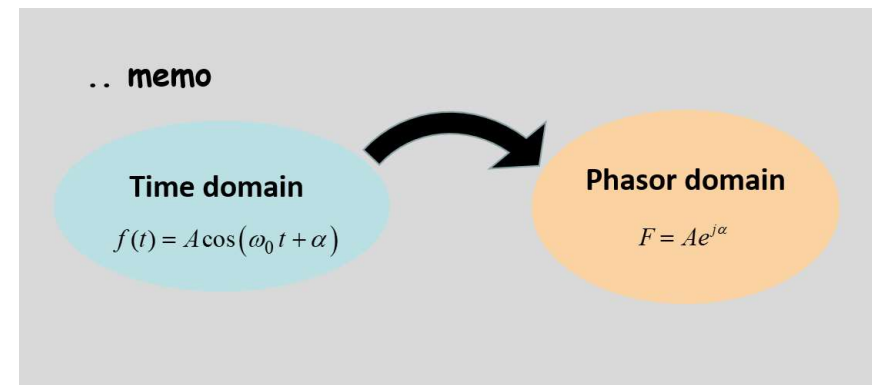 .. memo
Time domain
f(t) = A cos(ω₀ t + α)
Phasor domain
F = Ae^{jα}